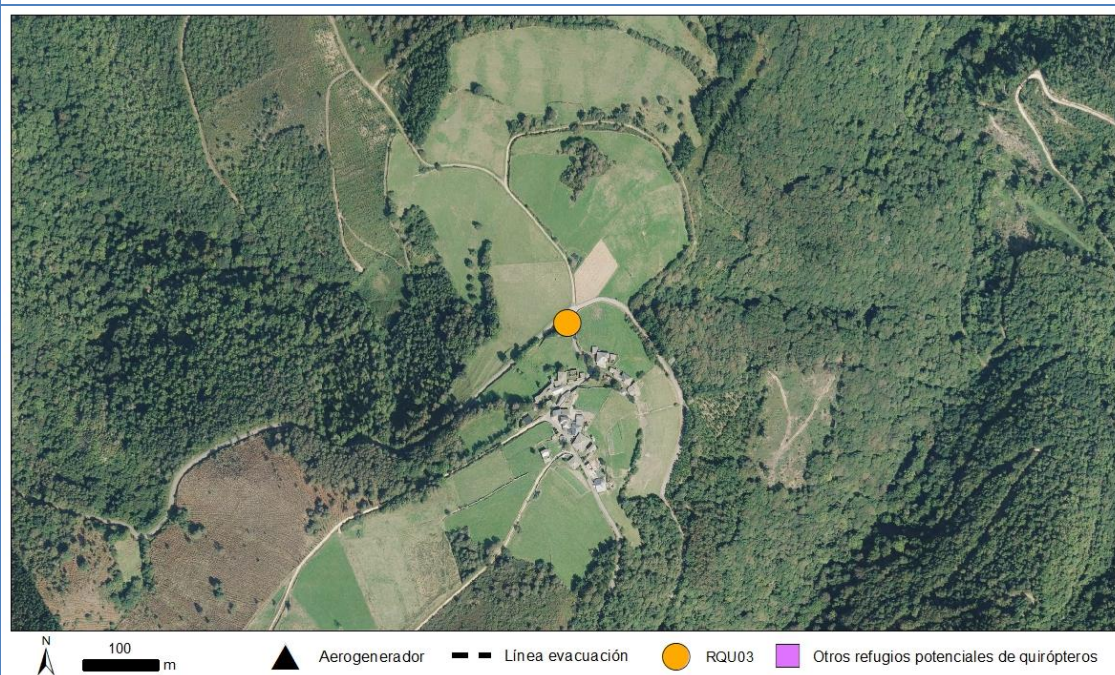 N
100
m
Aerogenerador
Línea evacuación
RQU03
Otros refugios potenciales de quirópteros